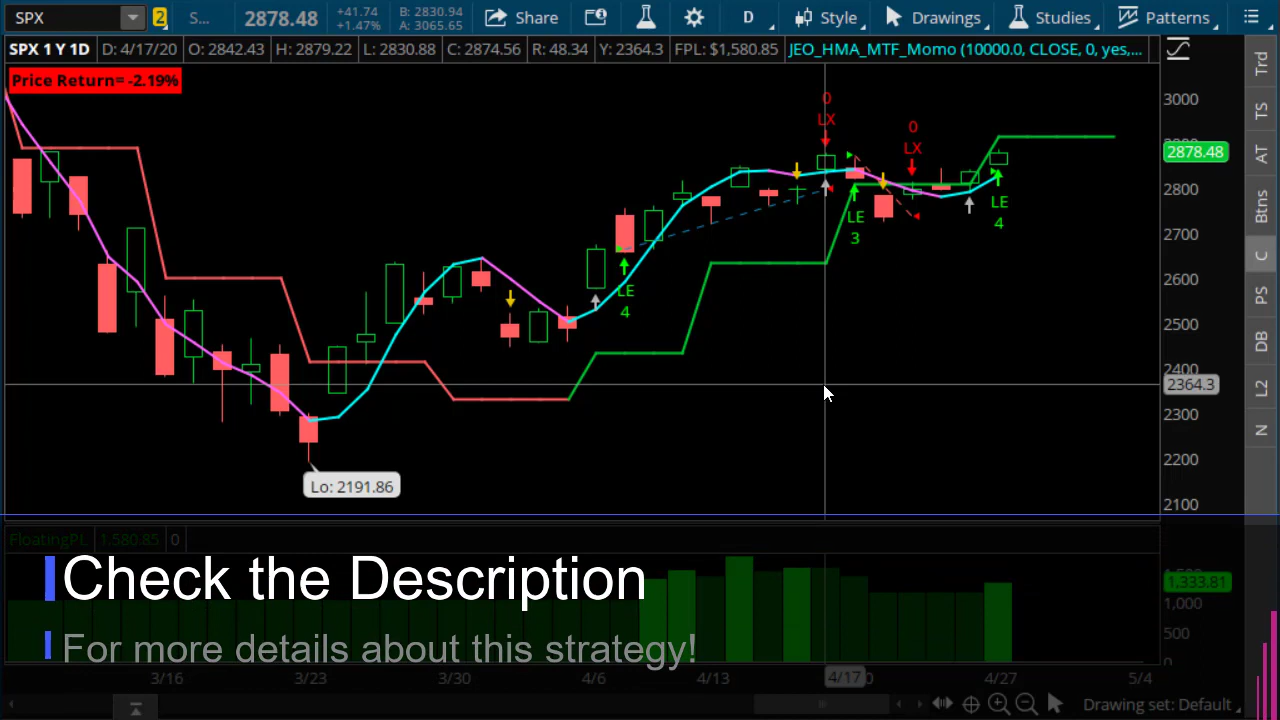 SPX 2 S... 2878.48 +41.74 +1.47% B: 2830.94 A: 3065.65 Share D Style Drawings Studies Patterns
SPX 1 Y 1D D: 4/17/20 O: 2842.43 H: 2879.22 L: 2830.88 C: 2874.56 R: 48.34 Y: 2364.3 FPL: $1,580.85 JEO_HMA_MTF_Momo (10000.0, CLOSE, 0, yes,...
Price Return= -2.19%
Trd
TS
AT
Btns
C
PS
DB
L2
N
3000
2878.48
2800
2700
2600
2500
2400
2364.3
2300
2200
2100
0
LX
0
LX
LE
3
LE
4
LE
4
Lo: 2191.86
FloatingPL 1,580.85 0
Check the Description
For more details about this strategy!
1,333.81
1,000
500
0
3/16 3/23 3/30 4/6 4/13 4/17 4/27 5/4
Drawing set: Default